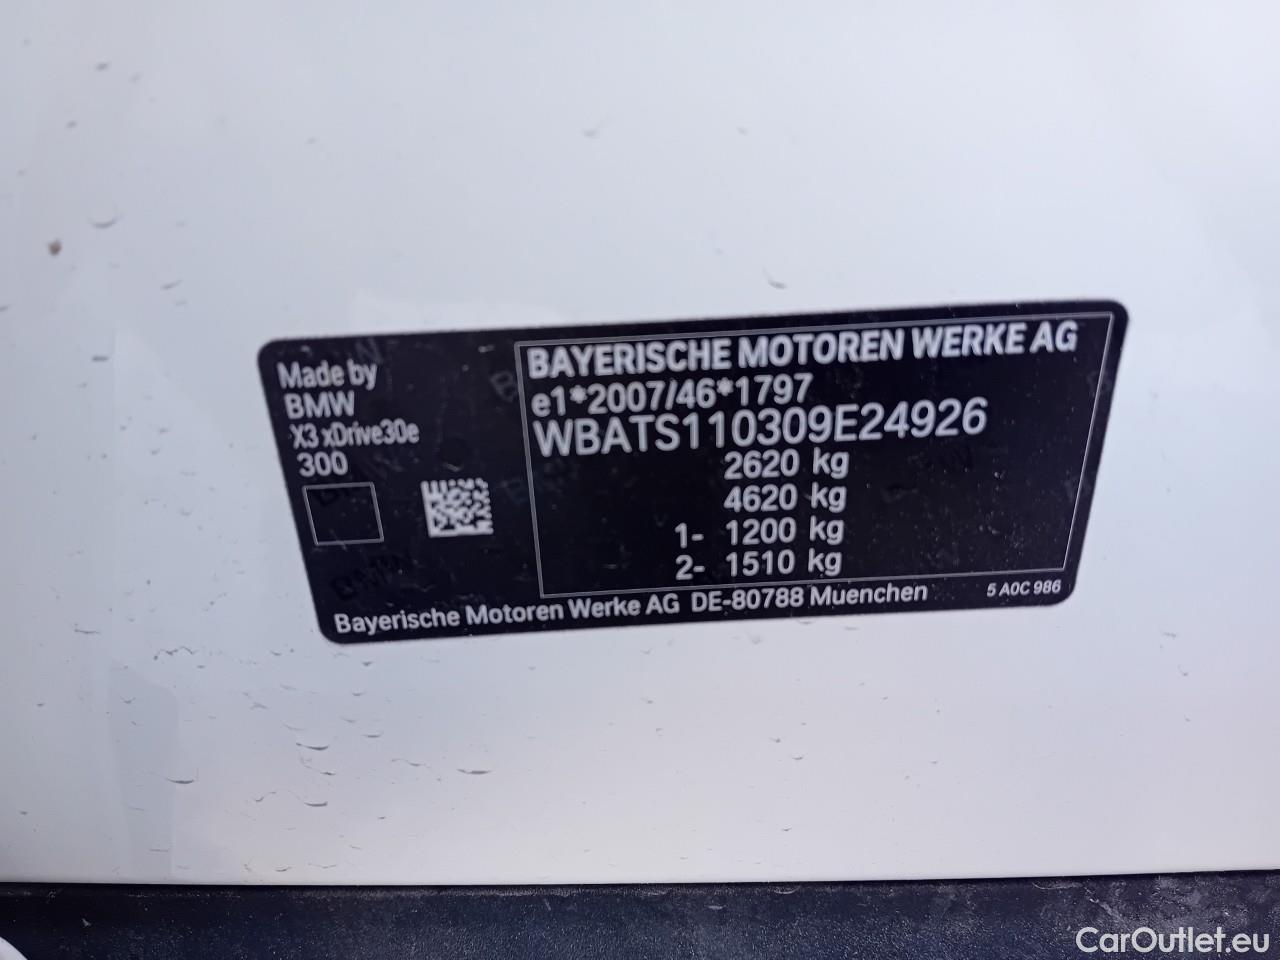 Made by
BMW
X3 xDrive30e
300
BAYERISCHE MOTOREN WERKE AG
e1*2007/46*1797
WBATS110309E24926
2620 kg
4620 kg
1- 1200 kg
2- 1510 kg
Bayerische Motoren Werke AG DE-80788 Muenchen
5 A0C 986
CarOutlet.eu